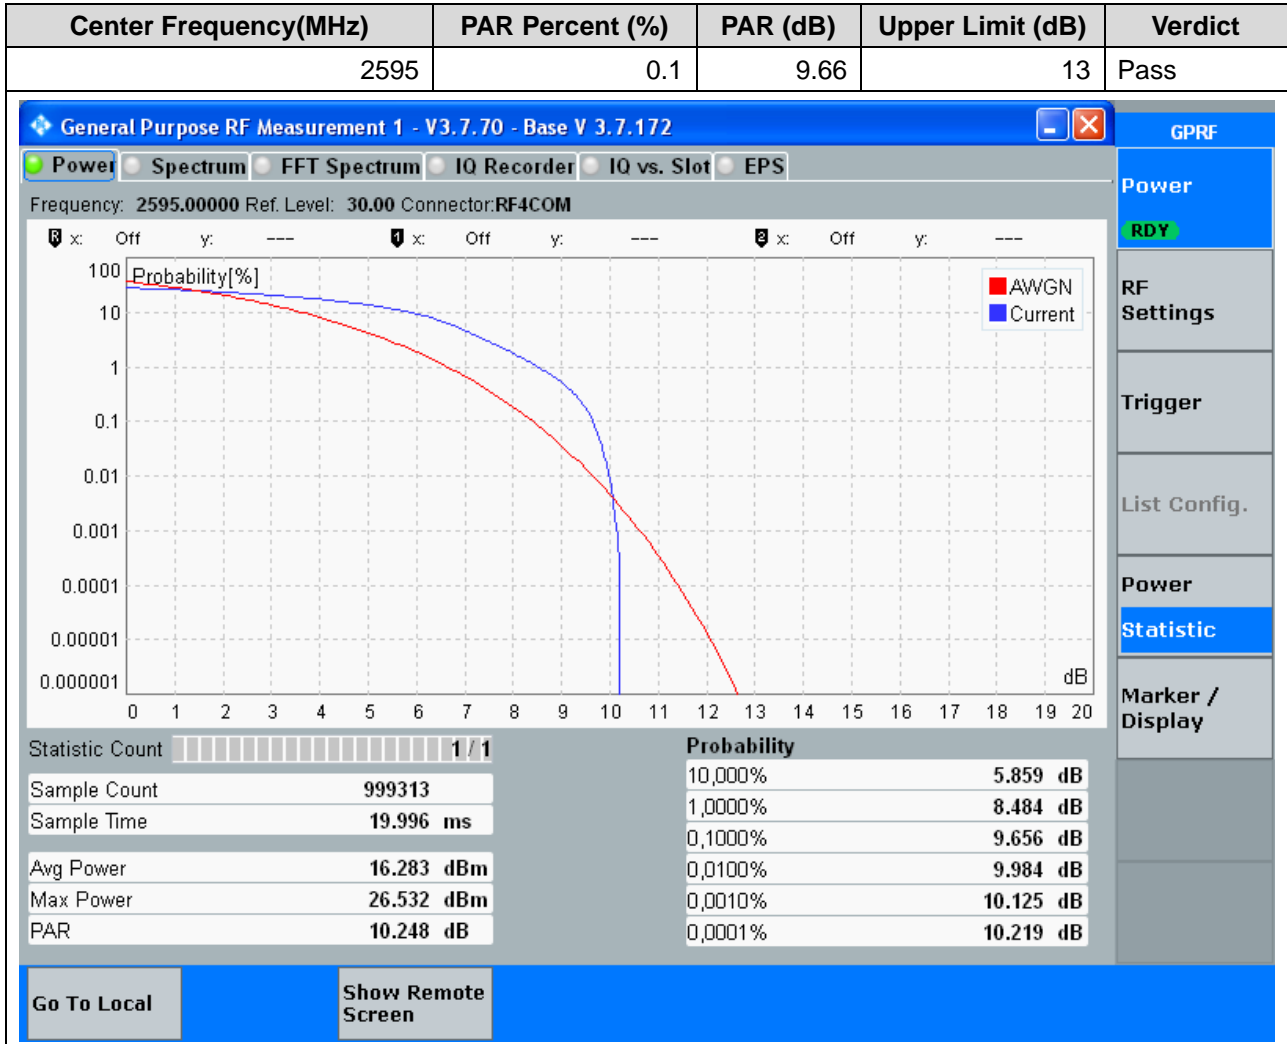 Center Frequency(MHz) PAR Percent (%) PAR (dB) Upper Limit (dB) Verdict
2595 0.1 9.66 13 Pass
General Purpose RF Measurement 1 - V3.7.70 - Base V 3.7.172
GPRF
Power Spectrum FFT Spectrum IQ Recorder IQ vs. Slot EPS
Power
RDY
Frequency: 2595.00000 Ref. Level: 30.00 Connector:RF4COM
R x: Off y: --- 1 x: Off y: --- 2 x: Off y: ---
Probability[%]
AWGN
Current
100
10
1
0.1
0.01
0.001
0.0001
0.00001
0.000001
dB
0 1 2 3 4 5 6 7 8 9 10 11 12 13 14 15 16 17 18 19 20
RF
Settings
Trigger
List Config.
Power
Statistic
Marker /
Display
Statistic Count 1 / 1
Sample Count 999313
Sample Time 19.996 ms
Avg Power 16.283 dBm
Max Power 26.532 dBm
PAR 10.248 dB
Probability
10,000% 5.859 dB
1,0000% 8.484 dB
0,1000% 9.656 dB
0,0100% 9.984 dB
0,0010% 10.125 dB
0,0001% 10.219 dB
Go To Local
Show Remote
Screen